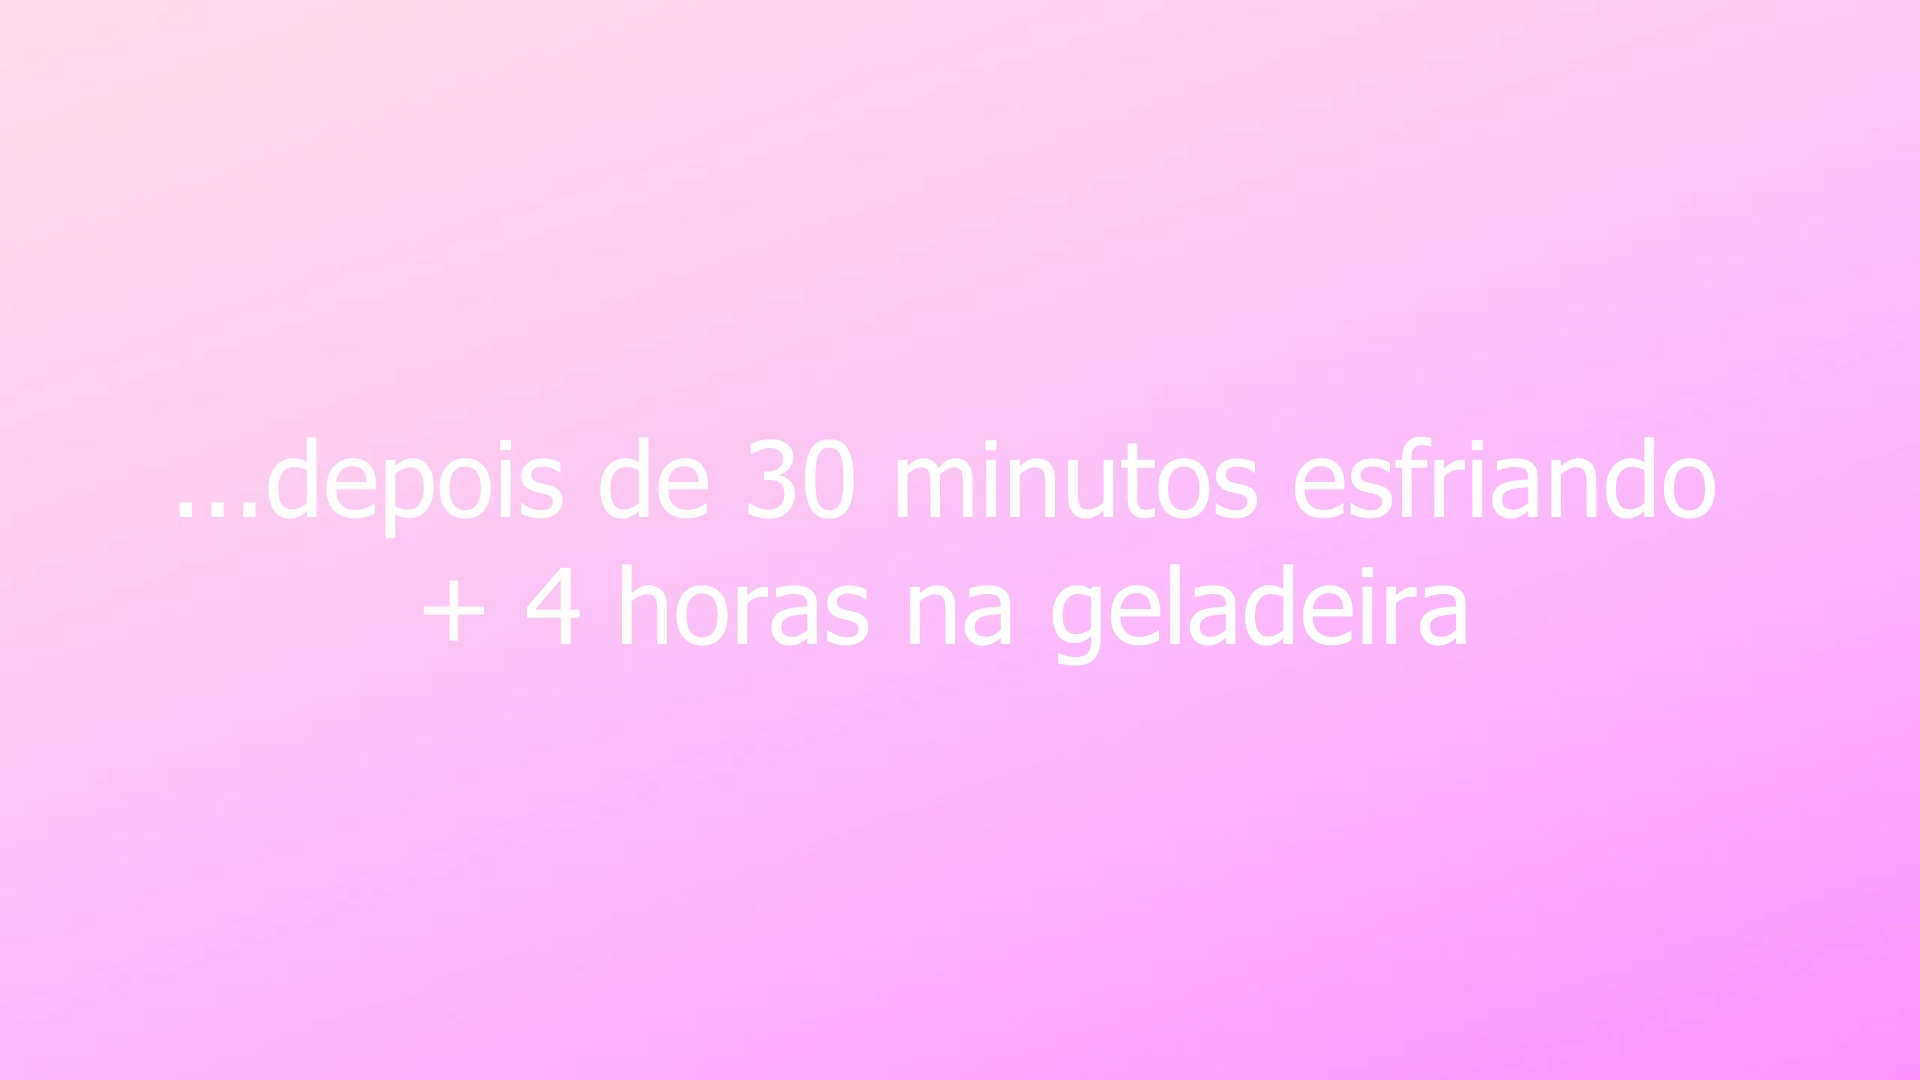 ...depois de 30 minutos esfriando
+ 4 horas na geladeira